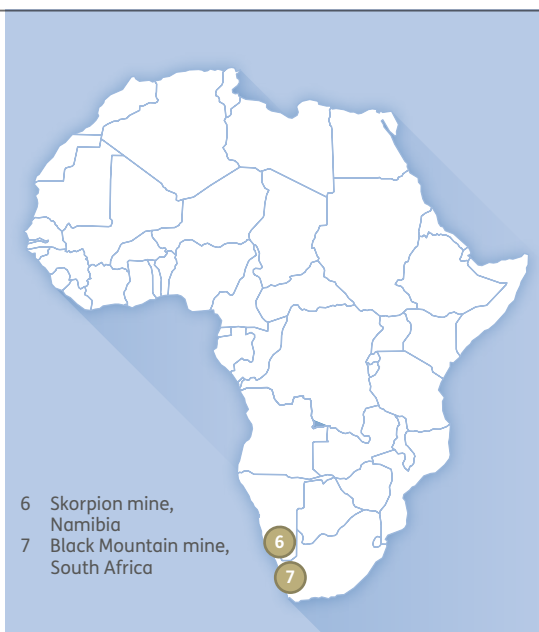 6 Skorpion mine,
Namibia
7 Black Mountain mine,
South Africa
6
7